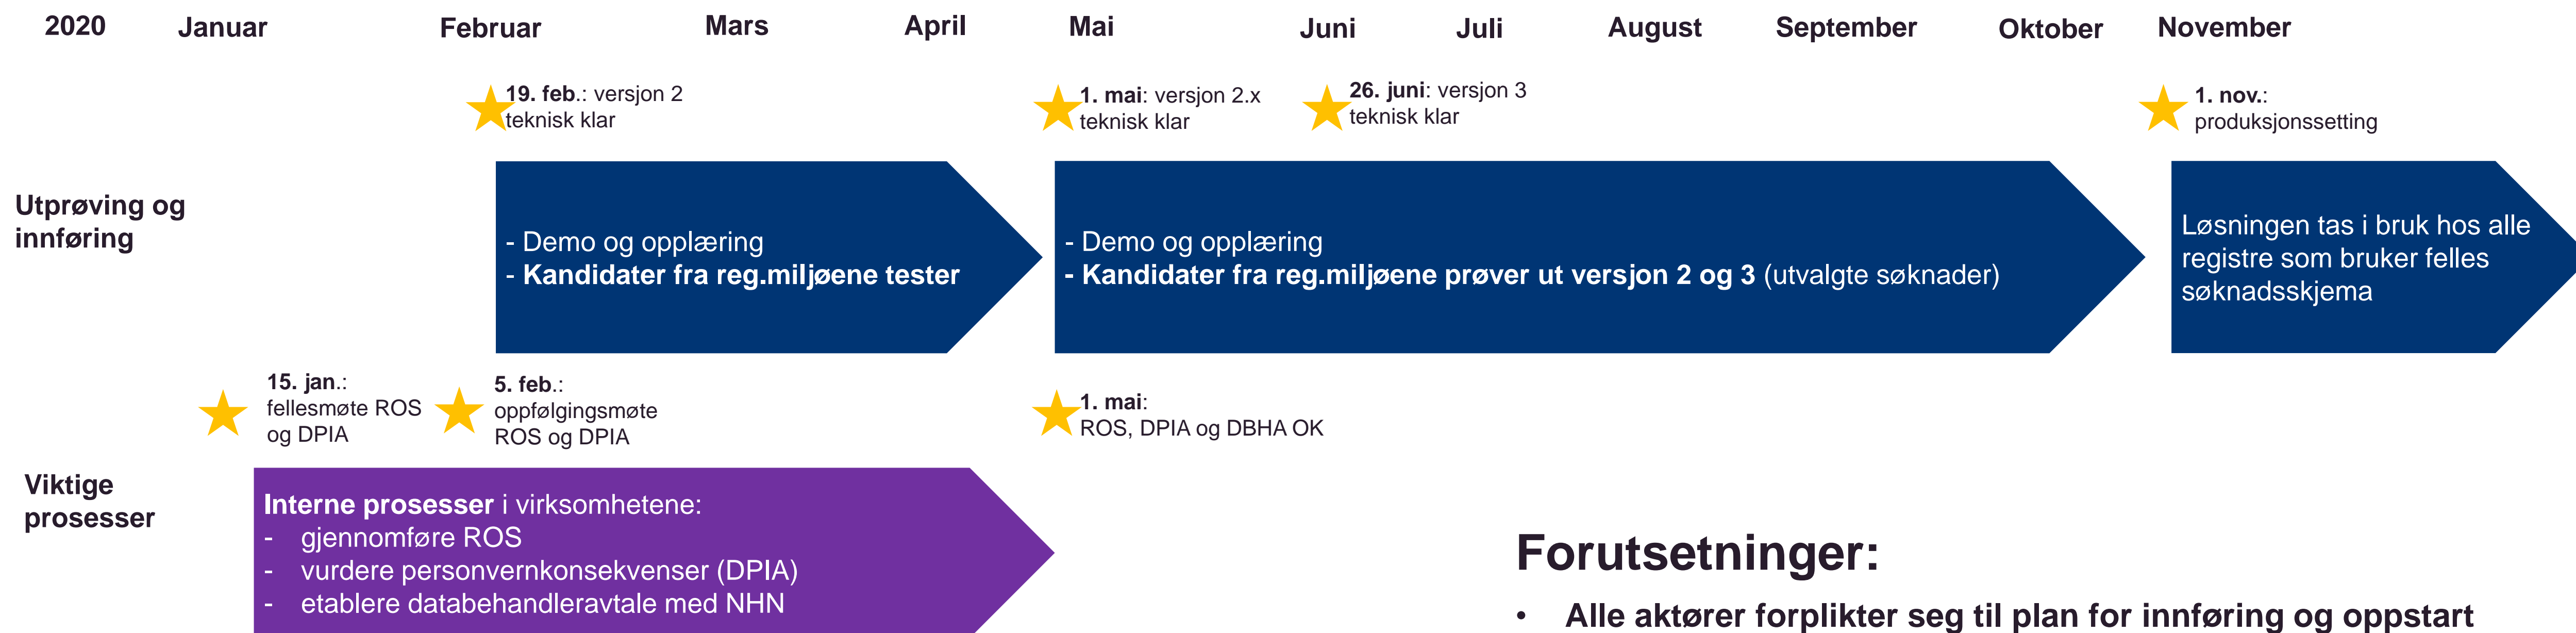 2020 Januar Februar Mars April Mai Juni Juli August September Oktober November
19. feb.: versjon 2
teknisk klar
1. mai: versjon 2.x
teknisk klar
26. juni: versjon 3
teknisk klar
1. nov.:
produksjonssetting
Utprøving og
innføring
- Demo og opplæring
- Kandidater fra reg.miljøene tester
- Demo og opplæring
- Kandidater fra reg.miljøene prøver ut versjon 2 og 3 (utvalgte søknader)
Løsningen tas i bruk hos alle
registre som bruker felles
søknadsskjema
15. jan.:
fellesmøte ROS
og DPIA
5. feb.:
oppfølgingsmøte
ROS og DPIA
1. mai:
ROS, DPIA og DBHA OK
Viktige
prosesser
Interne prosesser i virksomhetene:
- gjennomføre ROS
- vurdere personvernkonsekvenser (DPIA)
- etablere databehandleravtale med NHN
Forutsetninger:
• Alle aktører forplikter seg til plan for innføring og oppstart